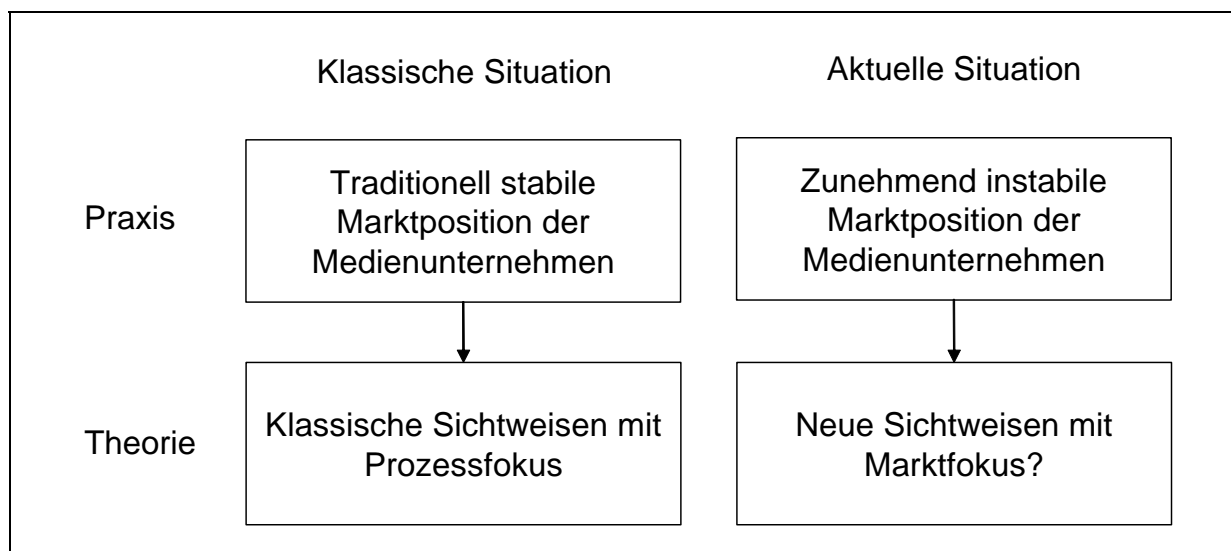 Klassische Situation
Aktuelle Situation
Praxis
Traditionell stabile
Marktposition der
Medienunternehmen
Zunehmend instabile
Marktposition der
Medienunternehmen
Theorie
Klassische Sichtweisen mit
Prozessfokus
Neue Sichtweisen mit
Marktfokus?